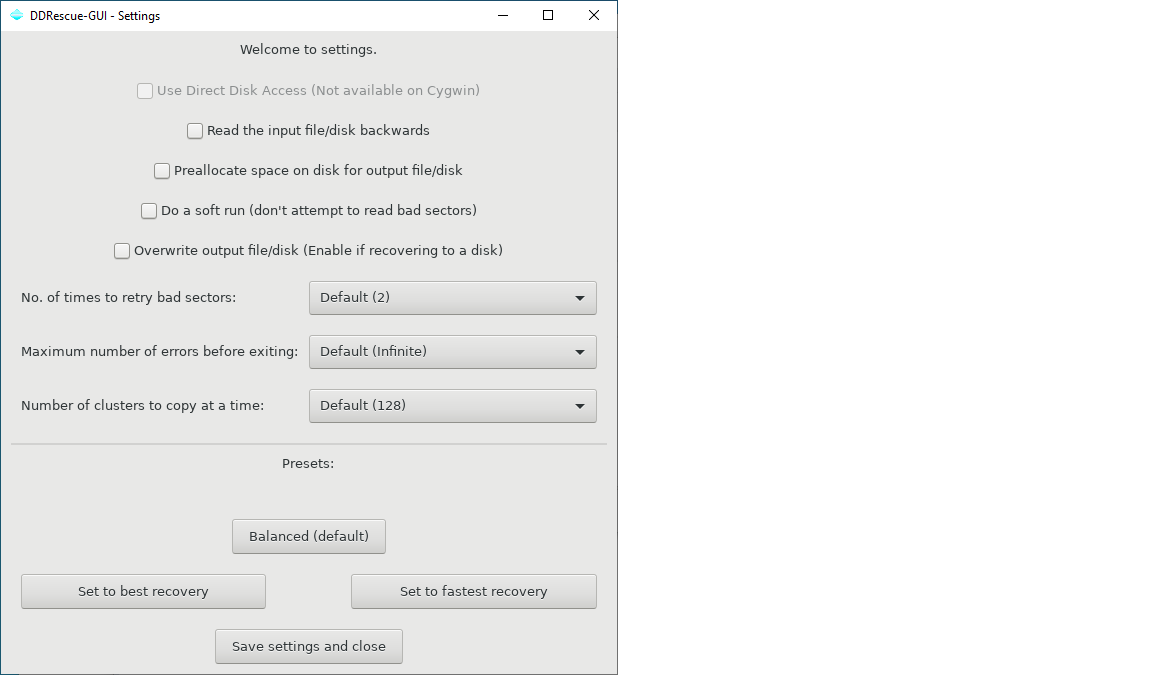 DDRescue-GUI - Settings
Welcome to settings.
Use Direct Disk Access (Not available on Cygwin)
Read the input file/disk backwards
Preallocate space on disk for output file/disk
Do a soft run (don't attempt to read bad sectors)
Overwrite output file/disk (Enable if recovering to a disk)
No. of times to retry bad sectors: Default (2)
Maximum number of errors before exiting: Default (Infinite)
Number of clusters to copy at a time: Default (128)
Presets:
Balanced (default)
Set to best recovery Set to fastest recovery
Save settings and close